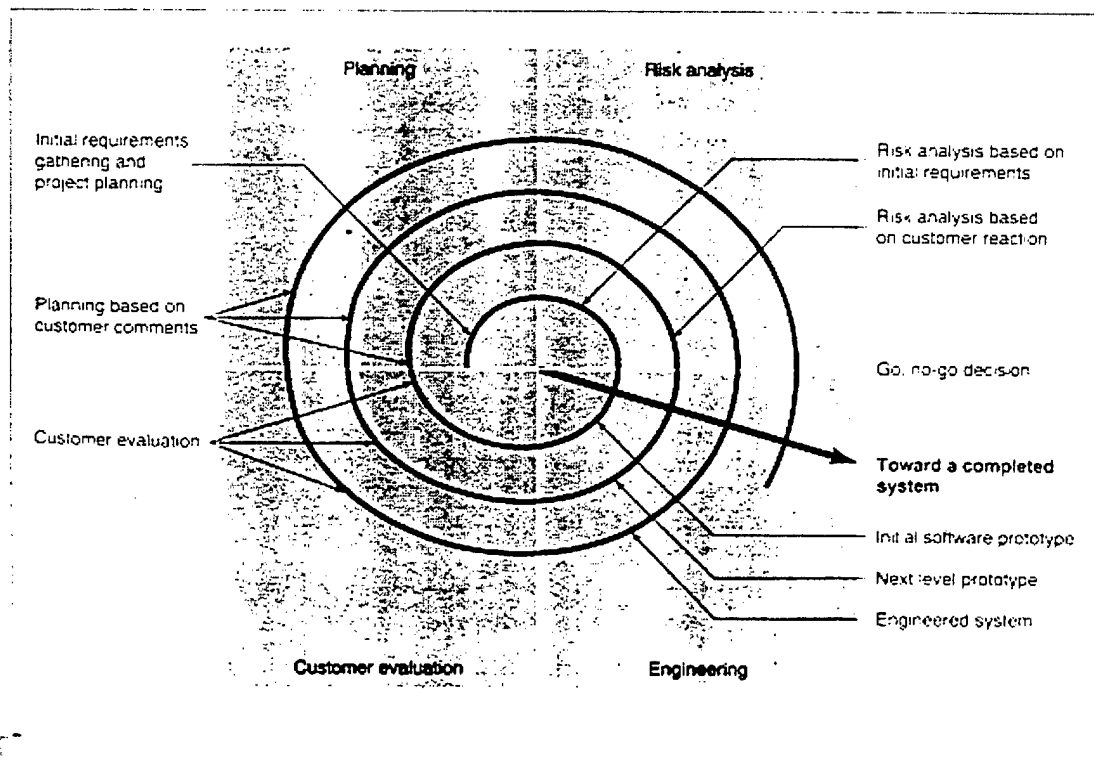 Planning
Risk analysis
Initial requirements
gathering and
project planning
Risk analysis based on
initial requirements
Risk analysis based
on customer reaction
Planning based on
customer comments
Go, no-go decision
Customer evaluation
Toward a completed
system
Initial software prototype
Next level prototype
Engineered system
Customer evaluation
Engineering